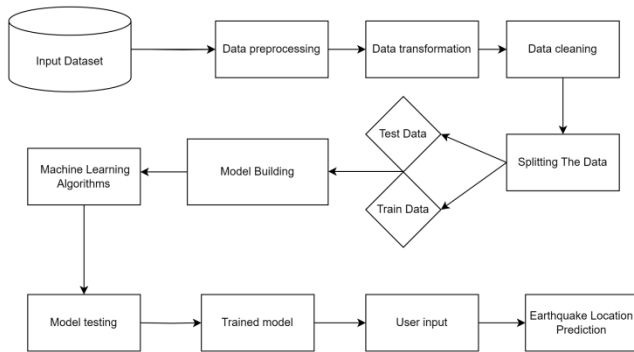 Input Dataset
Data preprocessing
Data transformation
Data cleaning
Test Data
Splitting The Data
Train Data
Model Building
Machine Learning
Algorithms
Model testing
Trained model
User input
Earthquake Location
Prediction